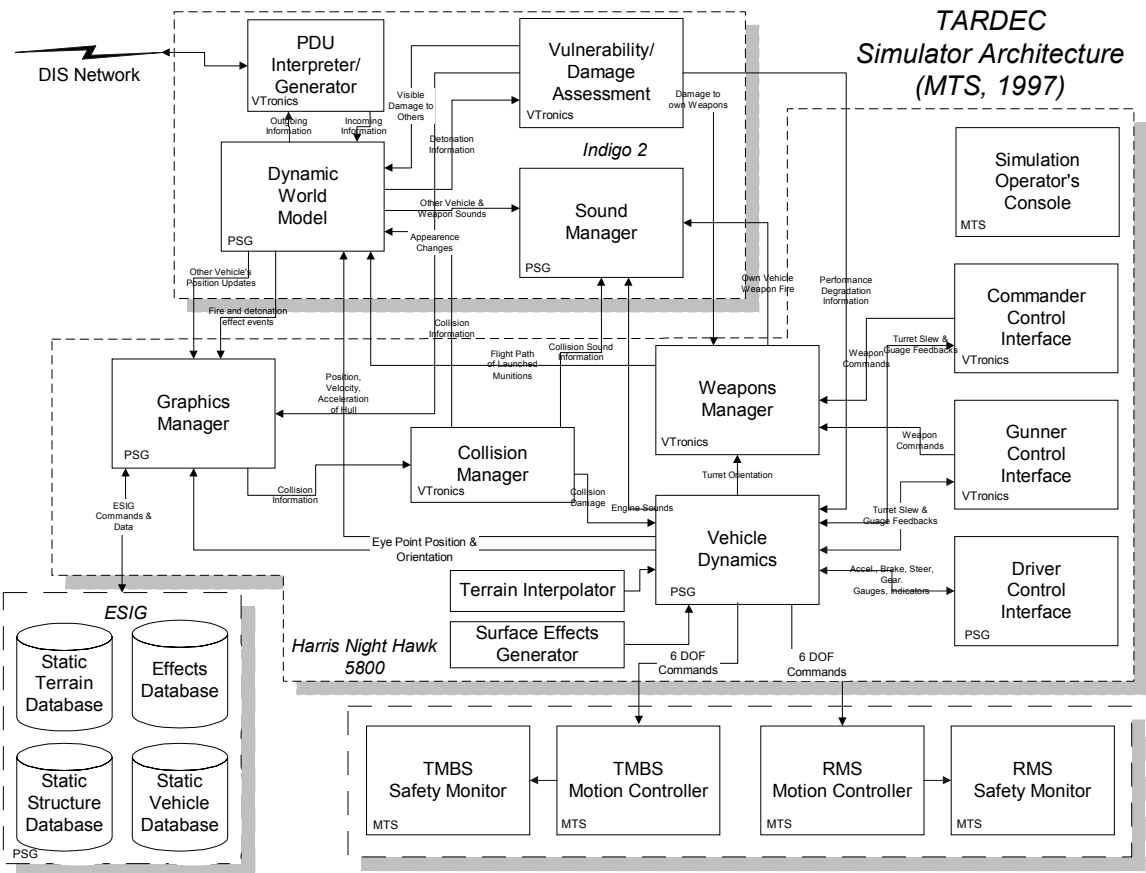 TARDEC
Simulator Architecture
(MTS, 1997)
DIS Network
PDU
Interpreter/
Generator
VTronics
Vulnerability/
Damage
Assessment
VTronics
Visible
Damage to
Others
Damage to
own Weapons
Outgoing
Information
Incoming
Information
Detonation
Information
Indigo 2
Dynamic
World
Model
PSG
Other Vehicle &
Weapon Sounds
Sound
Manager
PSG
Appearence
Changes
Simulation
Operator's
Console
MTS
Other Vehicle's
Position Updates
Own Vehicle
Weapon Fire
Performance
Degradation
Information
Fire and detonation
effect events
Collision
Information
Collision Sound
Information
Commander
Control
Interface
VTronics
Turret Slew &
Guage Feedbacks
Weapon
Commands
Flight Path
of Launched
Munitions
Graphics
Manager
PSG
Position,
Velocity,
Acceleration
of Hull
Weapons
Manager
VTronics
Gunner
Control
Interface
VTronics
Weapon
Commands
Collision
Manager
VTronics
Collision
Information
Turret Orientation
Collision
Damage
Engine Sounds
ESIG
Commands &
Data
Turret Slew &
Guage Feedbacks
Vehicle
Dynamics
PSG
Eye Point Position &
Orientation
Driver
Control
Interface
PSG
Accel., Brake, Steer,
Gear.
Gauges, Indicators
Terrain Interpolator
Surface Effects
Generator
Harris Night Hawk
5800
6 DOF
Commands
6 DOF
Commands
ESIG
Static
Terrain
Database
Effects
Database
Static
Structure
Database
Static
Vehicle
Database
PSG
TMBS
Safety Monitor
MTS
TMBS
Motion Controller
MTS
RMS
Motion Controller
MTS
RMS
Safety Monitor
MTS